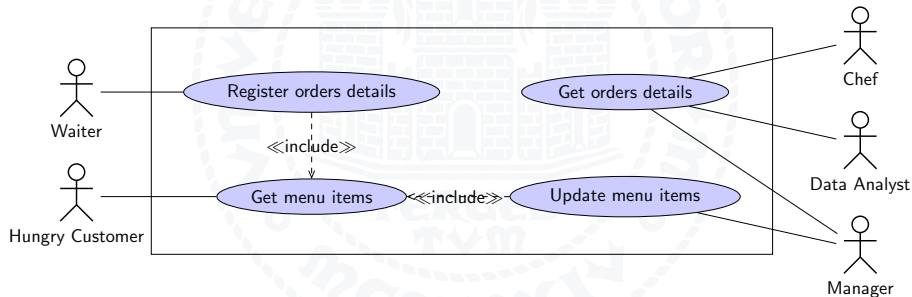 Chef
Register orders details
Get orders details
Waiter
≪include≫
Data Analyst
Get menu items
≪include≫
Update menu items
Hungry Customer
Manager